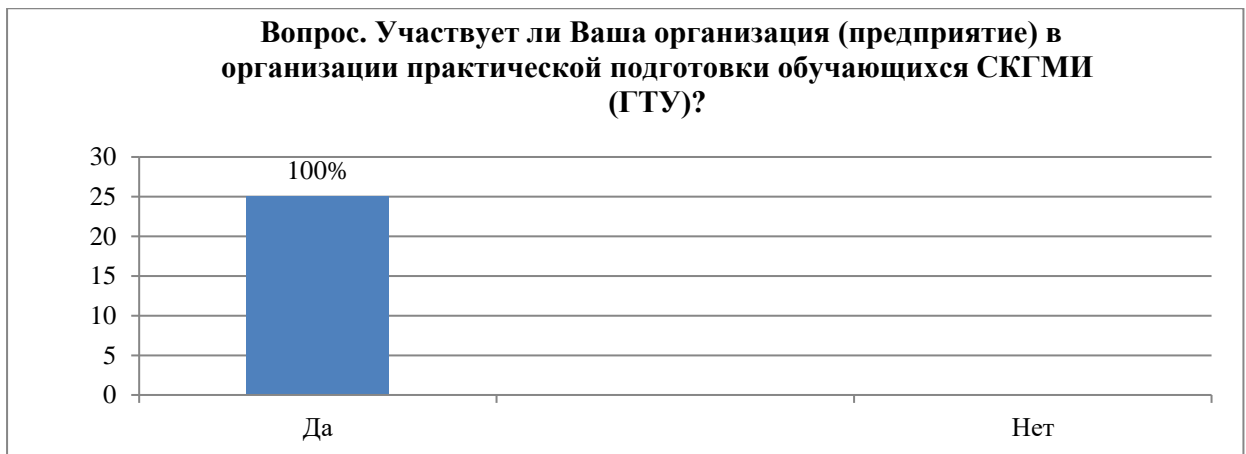 Вопрос. Участвует ли Ваша организация (предприятие) в
организации практической подготовки обучающихся СКГМИ
(ГТУ)?
30
100%
25
20
15
10
5
0
Да Нет